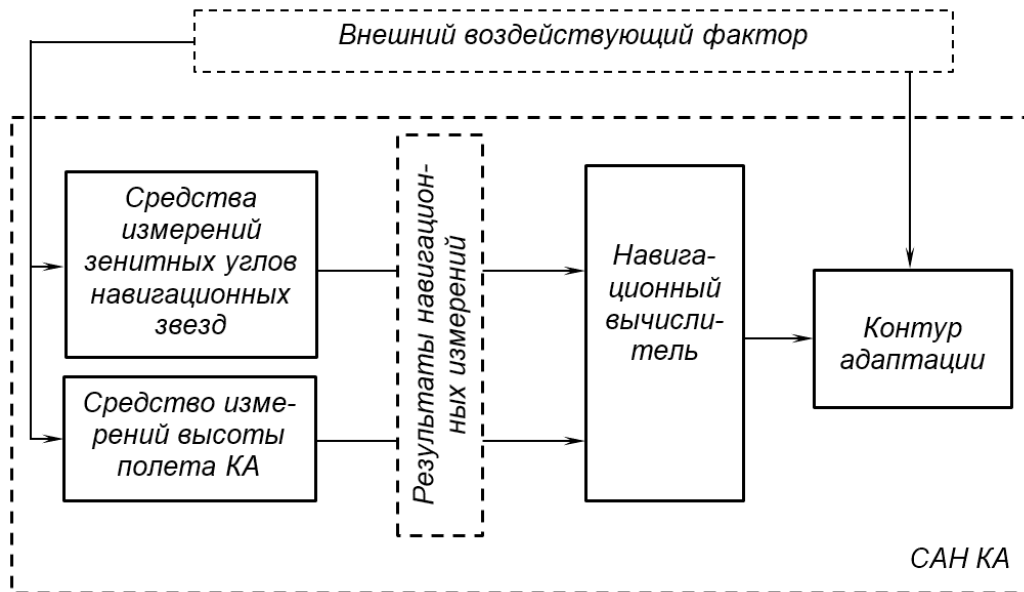 Внешний воздействующий фактор
Средства
измерений
зенитных углов
навигационных
звезд
Средство изме-
рений высоты
полета КА
Результаты навигацион-
ных измерений
Навига-
ционный
вычисли-
тель
Контур
адаптации
САН КА